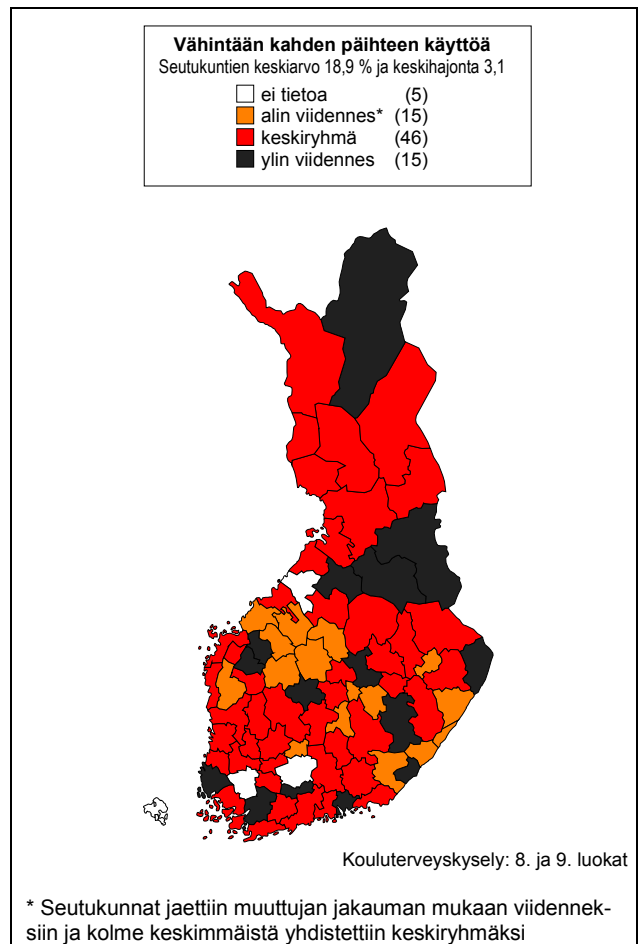 Vähintään kahden päihteen käyttöä
Seutukuntien keskiarvo 18,9 % ja keskihajonta 3,1
ei tietoa (5)
alin viidennes* (15)
keskiryhmä (46)
ylin viidennes (15)
Kouluterveyskysely: 8. ja 9. luokat
* Seutukunnat jaettiin muuttujan jakauman mukaan viidennek-
siin ja kolme keskimmäistä yhdistettiin keskiryhmäksi